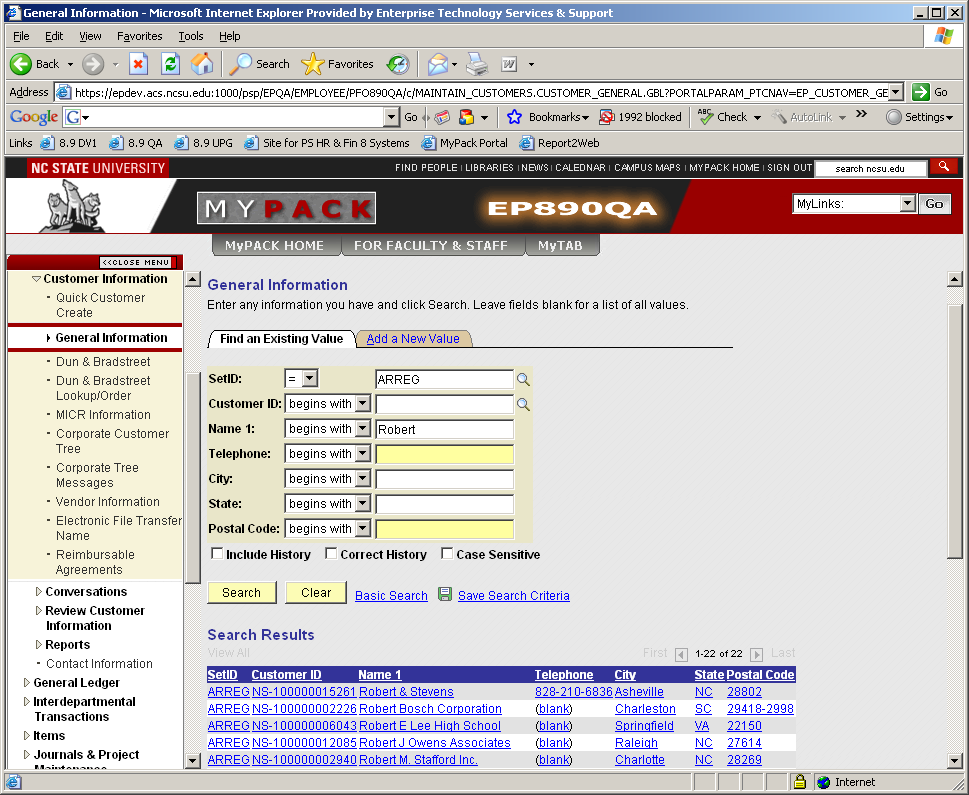 General Information - Microsoft Internet Explorer Provided by Enterprise Technology Services & Support
File Edit View Favorites Tools Help
Back Search Favorites
Address https://epdev.acs.ncsu.edu:1000/psp/EPQA/EMPLOYEE/PFO890QA/c/MAINTAIN_CUSTOMERS.CUSTOMER_GENERAL.GBL?PORTALPARAM_PTCNAV=EP_CUSTOMER_GE Go
Google G Go Bookmarks 1992 blocked ABC Check AutoLink » Settings
Links 8.9 DV1 8.9 QA 8.9 UPG Site for PS HR & Fin 8 Systems MyPack Portal Report2Web
NC STATE UNIVERSITY FIND PEOPLE | LIBRARIES | NEWS | CALEDNAR | CAMPUS MAPS | MYPACK HOME | SIGN OUT search ncsu.edu
MY PACK EP890QA MyLinks: Go
MyPACK HOME FOR FACULTY & STAFF MyTAB
<<CLOSE MENU
Customer Information
- Quick Customer
Create
General Information
- Dun & Bradstreet
- Dun & Bradstreet
Lookup/Order
- MICR Information
- Corporate Customer
Tree
- Corporate Tree
Messages
- Vendor Information
- Electronic File Transfer
Name
- Reimbursable
Agreements
Conversations
Review Customer
Information
Reports
- Contact Information
General Ledger
Interdepartmental
Transactions
Items
Journals & Project
Maintenance
General Information
Enter any information you have and click Search. Leave fields blank for a list of all values.
Find an Existing Value Add a New Value
SetID: = ARREG
Customer ID: begins with
Name 1: begins with Robert
Telephone: begins with
City: begins with
State: begins with
Postal Code: begins with
Include History Correct History Case Sensitive
Search Clear Basic Search Save Search Criteria
Search Results
View All First 1-22 of 22 Last
SetID Customer ID Name 1 Telephone City State Postal Code
ARREG NS-100000015261 Robert & Stevens 828-210-6836 Asheville NC 28802
ARREG NS-100000002226 Robert Bosch Corporation (blank) Charleston SC 29418-2998
ARREG NS-100000006043 Robert E Lee High School (blank) Springfield VA 22150
ARREG NS-100000012085 Robert J Owens Associates (blank) Raleigh NC 27614
ARREG NS-100000002940 Robert M. Stafford Inc. (blank) Charlotte NC 28269
Internet